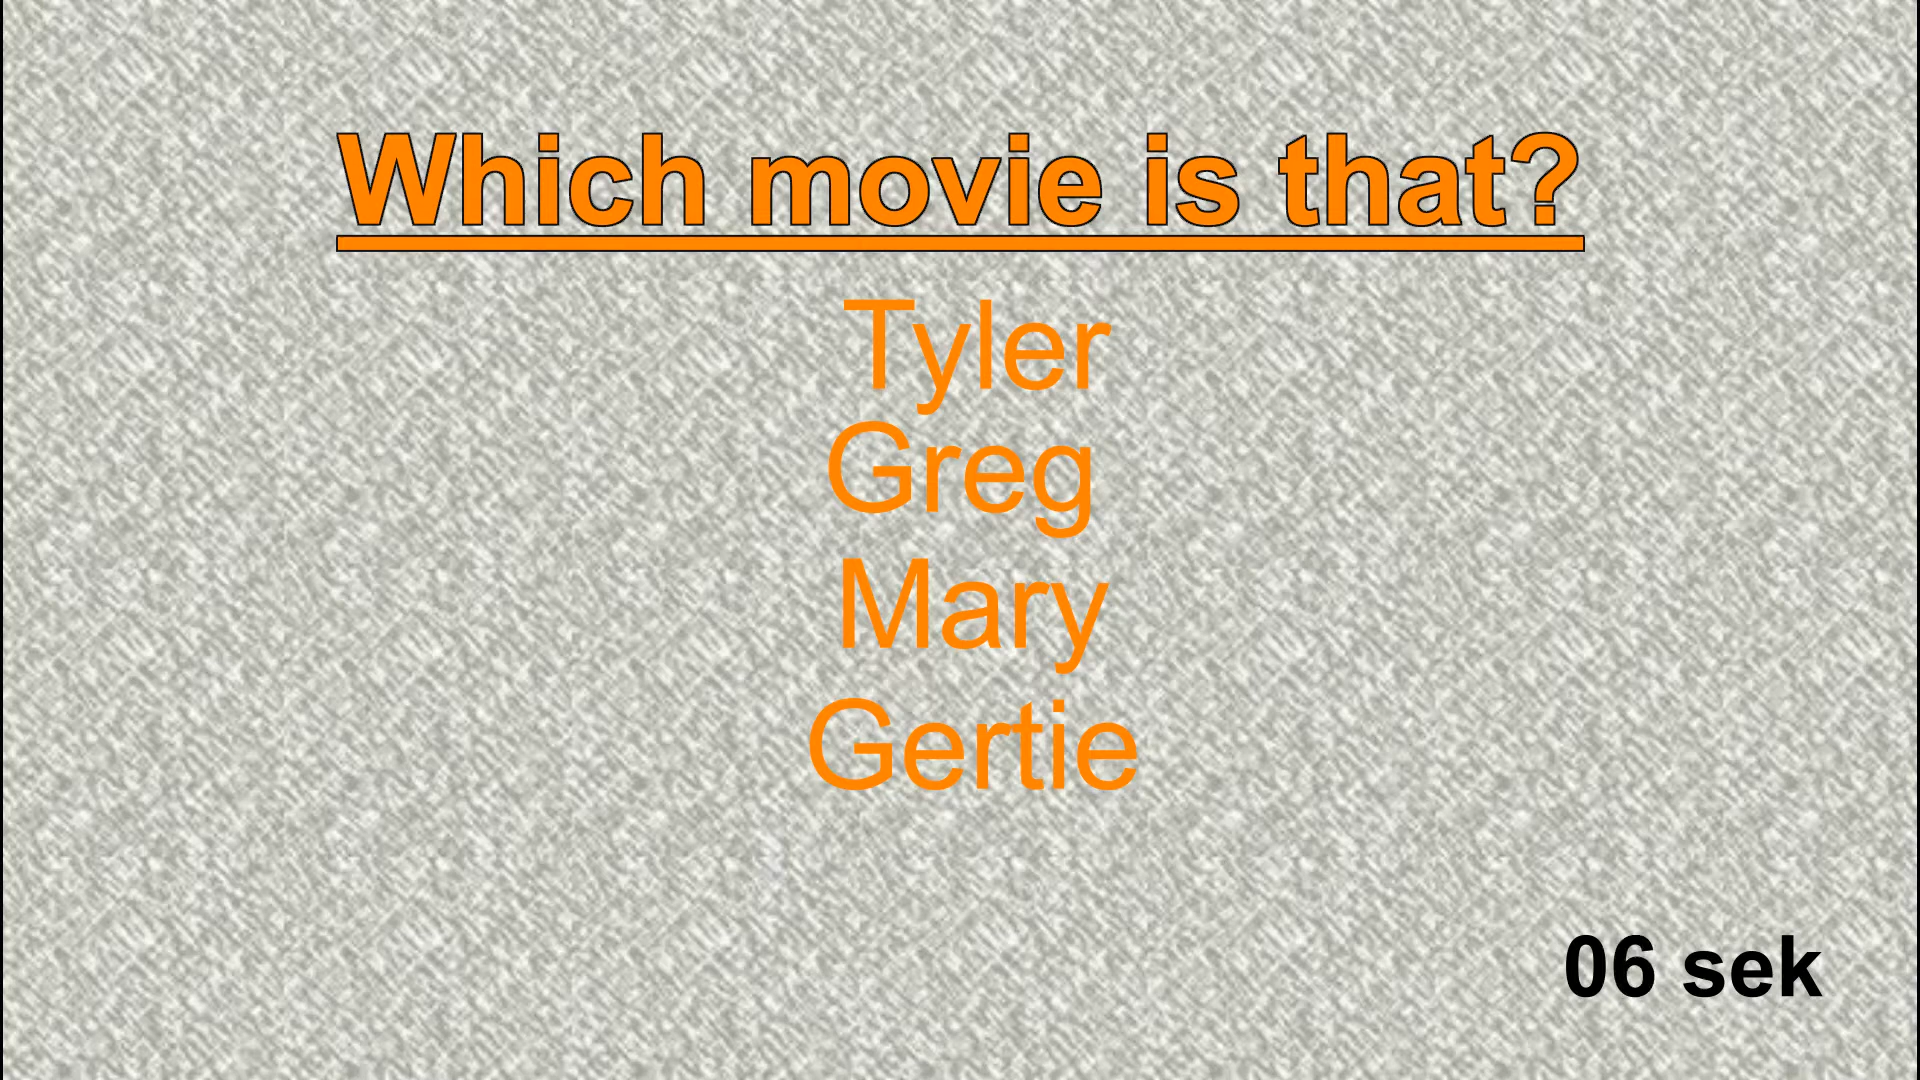 Which movie is that?
Tyler
Greg
Mary
Gertie
06 sek